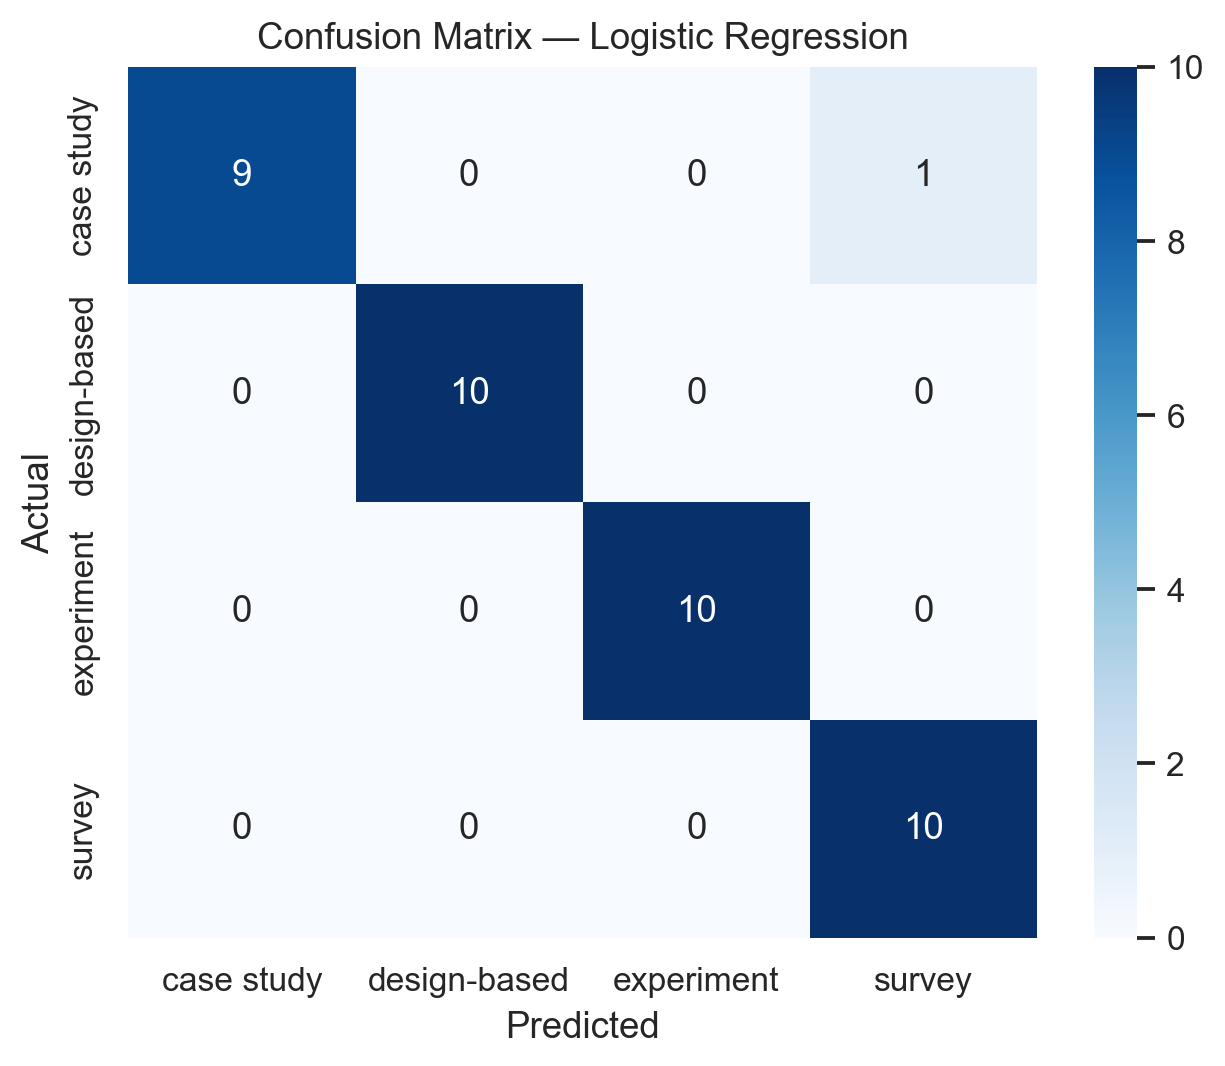 Confusion Matrix — Logistic Regression
Actual
case study
9 0 0 1
design-based
0 10 0 0
experiment
0 0 10 0
survey
0 0 0 10
case study design-based experiment survey
Predicted
10
8
6
4
2
0